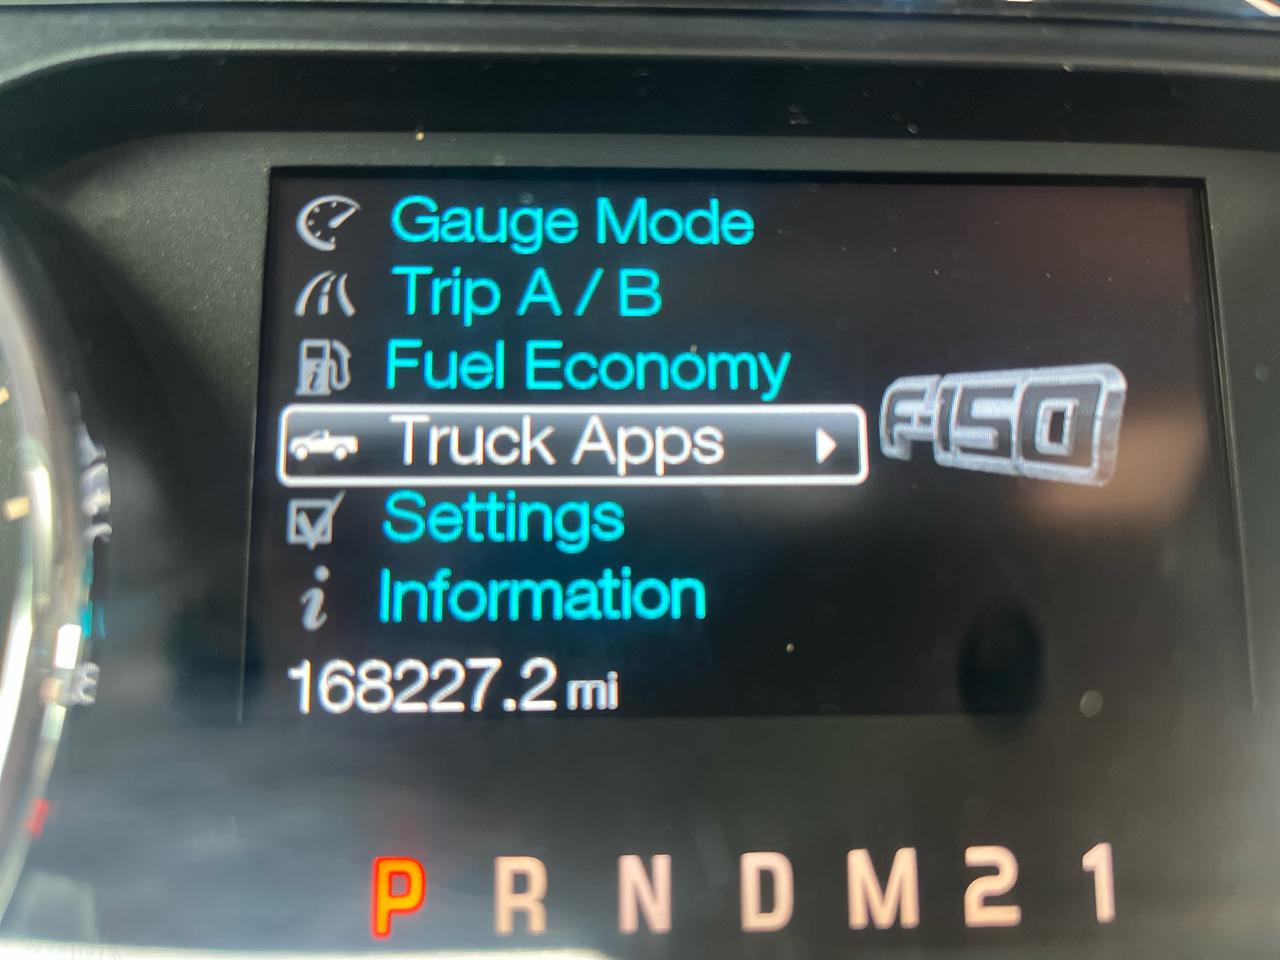 Gauge Mode
Trip A / B
Fuel Economy
Truck Apps
F-150
Settings
Information
168227.2 mi
P R N D M 2 1